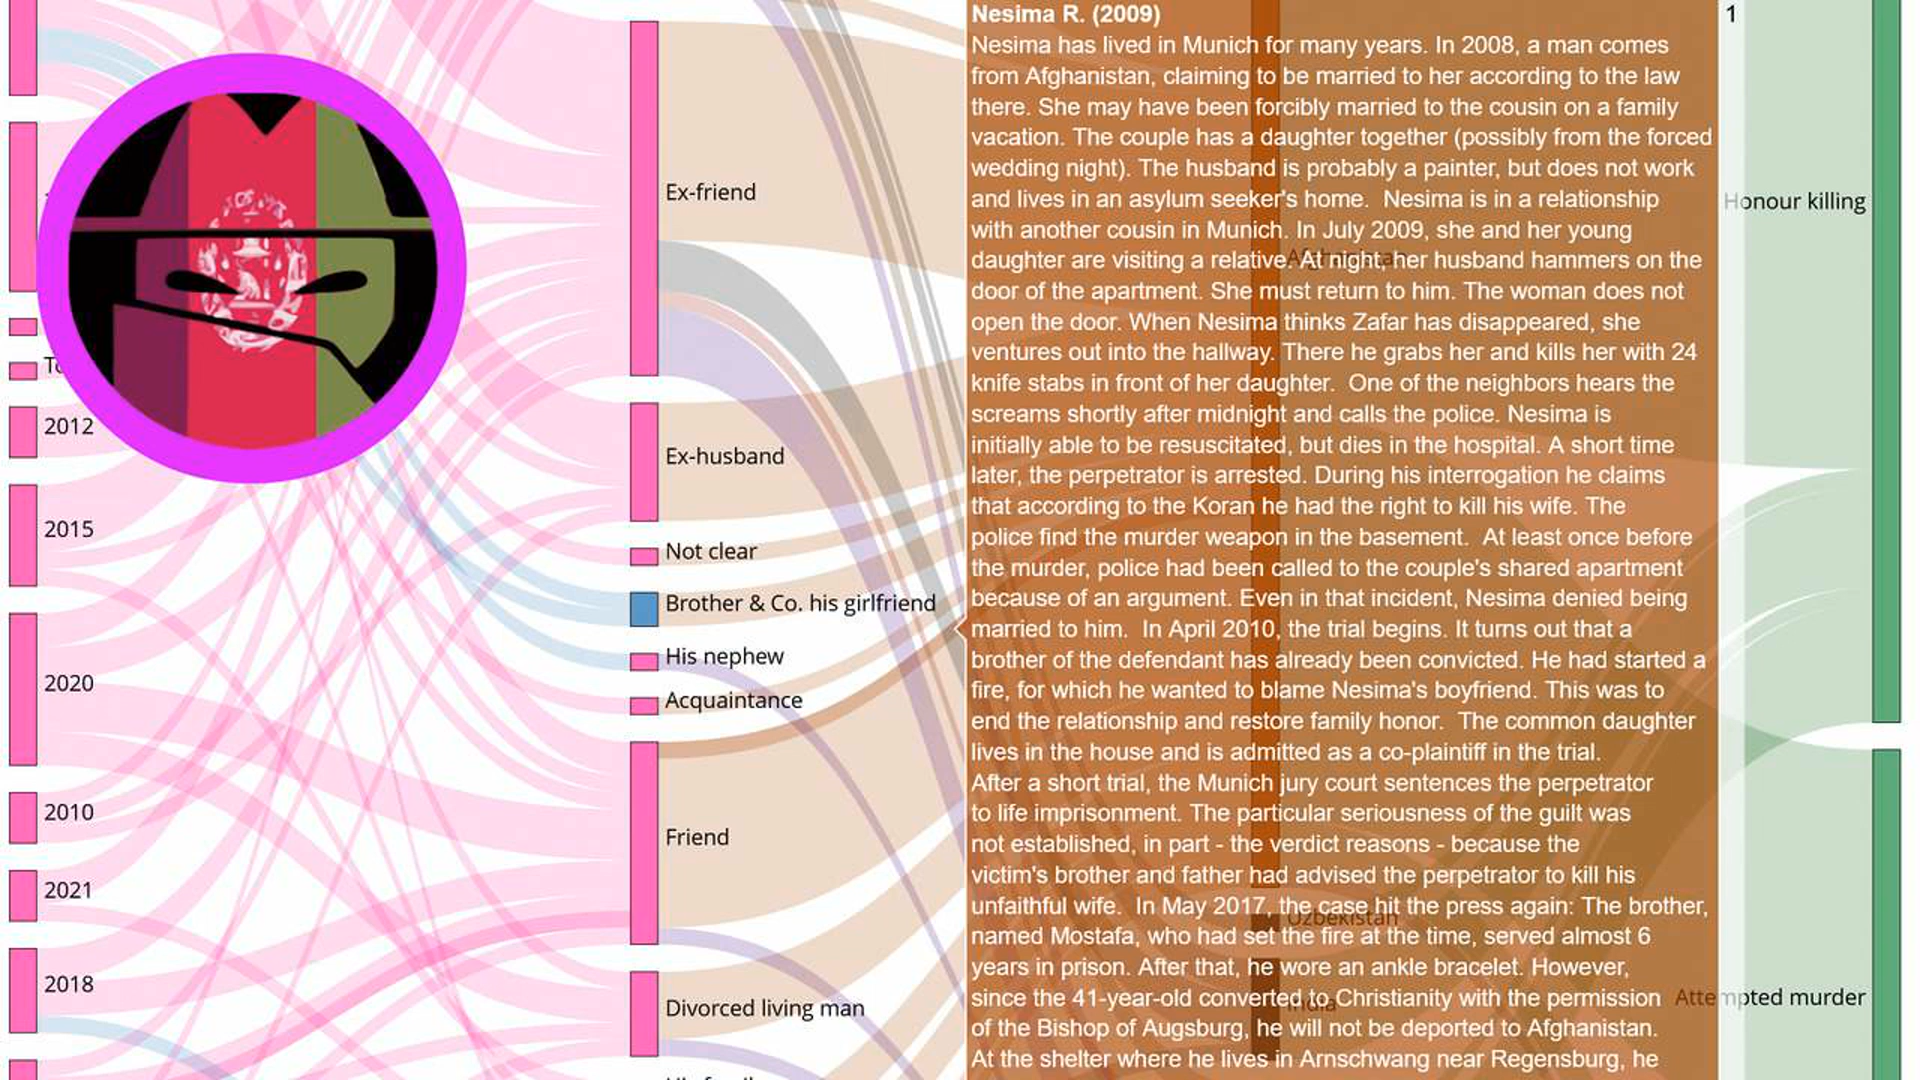 2012
2015
2020
2010
2021
2018
Ex-friend
Ex-husband
Not clear
Brother & Co. his girlfriend
His nephew
Acquaintance
Friend
Divorced living man
Nesima R. (2009)
Nesima has lived in Munich for many years. In 2008, a man comes
from Afghanistan, claiming to be married to her according to the law
there. She may have been forcibly married to the cousin on a family
vacation. The couple has a daughter together (possibly from the forced
wedding night). The husband is probably a painter, but does not work
and lives in an asylum seeker's home.  Nesima is in a relationship
with another cousin in Munich. In July 2009, she and her young
daughter are visiting a relative. At night, her husband hammers on the
door of the apartment. She must return to him. The woman does not
open the door. When Nesima thinks Zafar has disappeared, she
ventures out into the hallway. There he grabs her and kills her with 24
knife stabs in front of her daughter.  One of the neighbors hears the
screams shortly after midnight and calls the police. Nesima is
initially able to be resuscitated, but dies in the hospital. A short time
later, the perpetrator is arrested. During his interrogation he claims
that according to the Koran he had the right to kill his wife. The
police find the murder weapon in the basement.  At least once before
the murder, police had been called to the couple's shared apartment
because of an argument. Even in that incident, Nesima denied being
married to him.  In April 2010, the trial begins. It turns out that a
brother of the defendant has already been convicted. He had started a
fire, for which he wanted to blame Nesima's boyfriend. This was to
end the relationship and restore family honor.  The common daughter
lives in the house and is admitted as a co-plaintiff in the trial.
After a short trial, the Munich jury court sentences the perpetrator
to life imprisonment. The particular seriousness of the guilt was
not established, in part - the verdict reasons - because the
victim's brother and father had advised the perpetrator to kill his
unfaithful wife.  In May 2017, the case hit the press again: The brother,
named Mostafa, who had set the fire at the time, served almost 6
years in prison. After that, he wore an ankle bracelet. However,
since the 41-year-old converted to Christianity with the permission
of the Bishop of Augsburg, he will not be deported to Afghanistan.
At the shelter where he lives in Arnschwang near Regensburg, he
Uzbekistan
India
1
Honour killing
Attempted murder